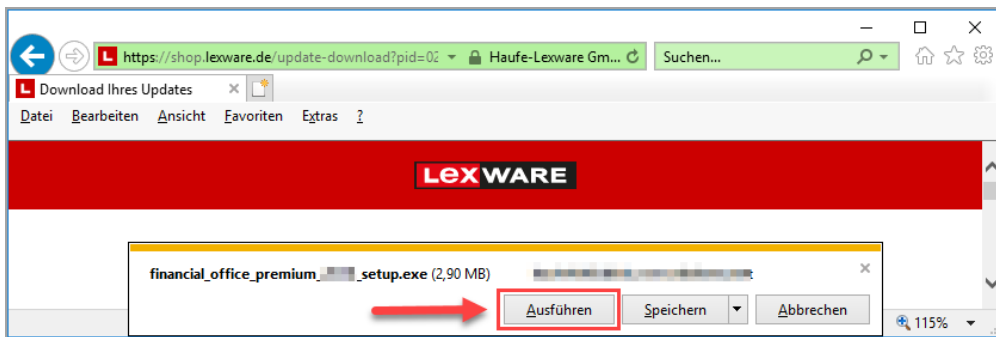 https://shop.lexware.de/update-download?pid=02 Haufe-Lexware Gm... Suchen...
L Download Ihres Updates
Datei Bearbeiten Ansicht Favoriten Extras ?
LEXWARE
financial_office_premium_ _setup.exe (2,90 MB)
Ausführen Speichern Abbrechen
115%